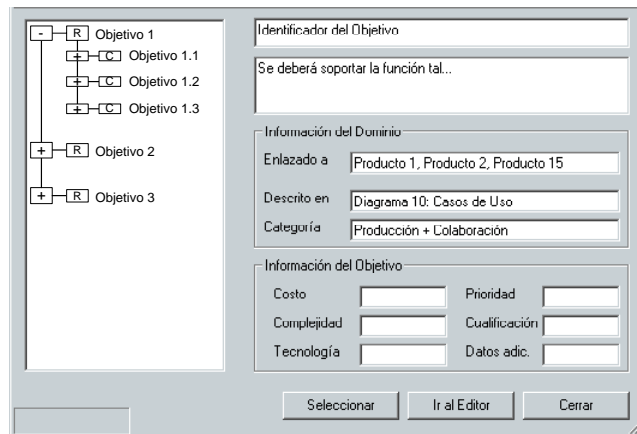 - R Objetivo 1
+ C Objetivo 1.1
+ C Objetivo 1.2
+ C Objetivo 1.3
+ R Objetivo 2
+ R Objetivo 3
Identificador del Objetivo
Se deberá soportar la función tal...
Información del Dominio
Enlazado a Producto 1, Producto 2, Producto 15
Descrito en Diagrama 10: Casos de Uso
Categoría Producción + Colaboración
Información del Objetivo
Costo Prioridad
Complejidad Cualificación
Tecnología Datos adic.
Seleccionar Ir al Editor Cerrar